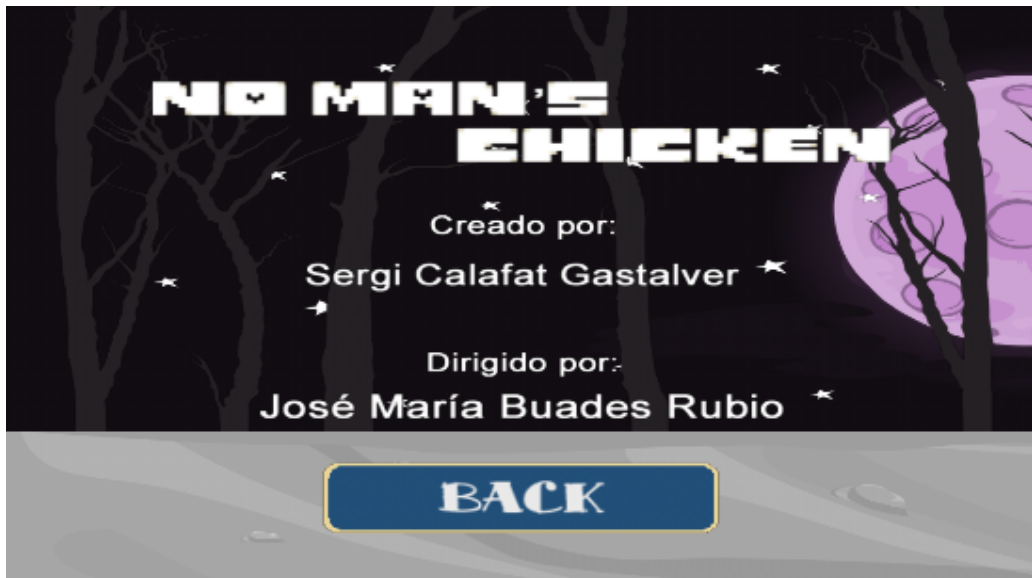 NO MAN'S
CHICKEN
Creado por:
Sergi Calafat Gastalver
Dirigido por:
José María Buades Rubio
BACK